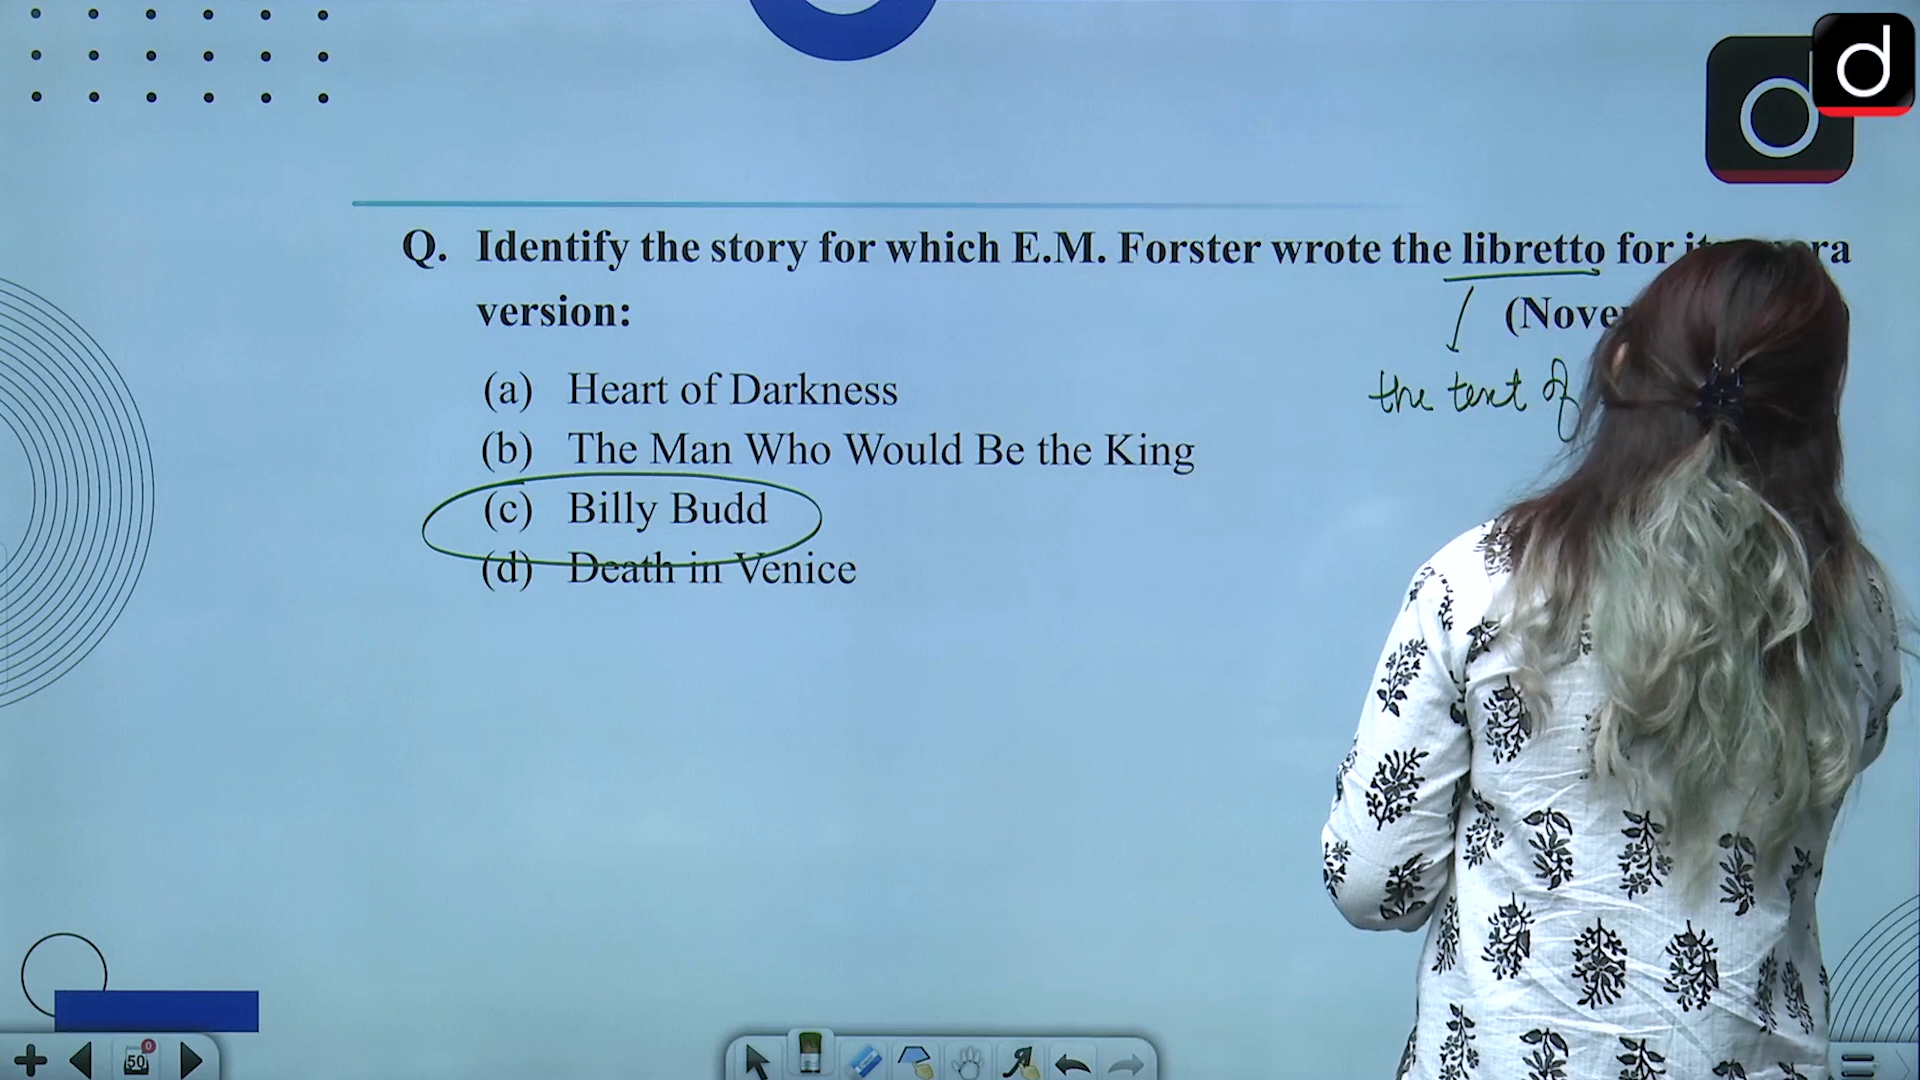 d
Q. Identify the story for which E.M. Forster wrote the libretto for
version: (Nove
(a) Heart of Darkness
the text of
(b) The Man Who Would Be the King
(c) Billy Budd
(d) Death in Venice
50
0